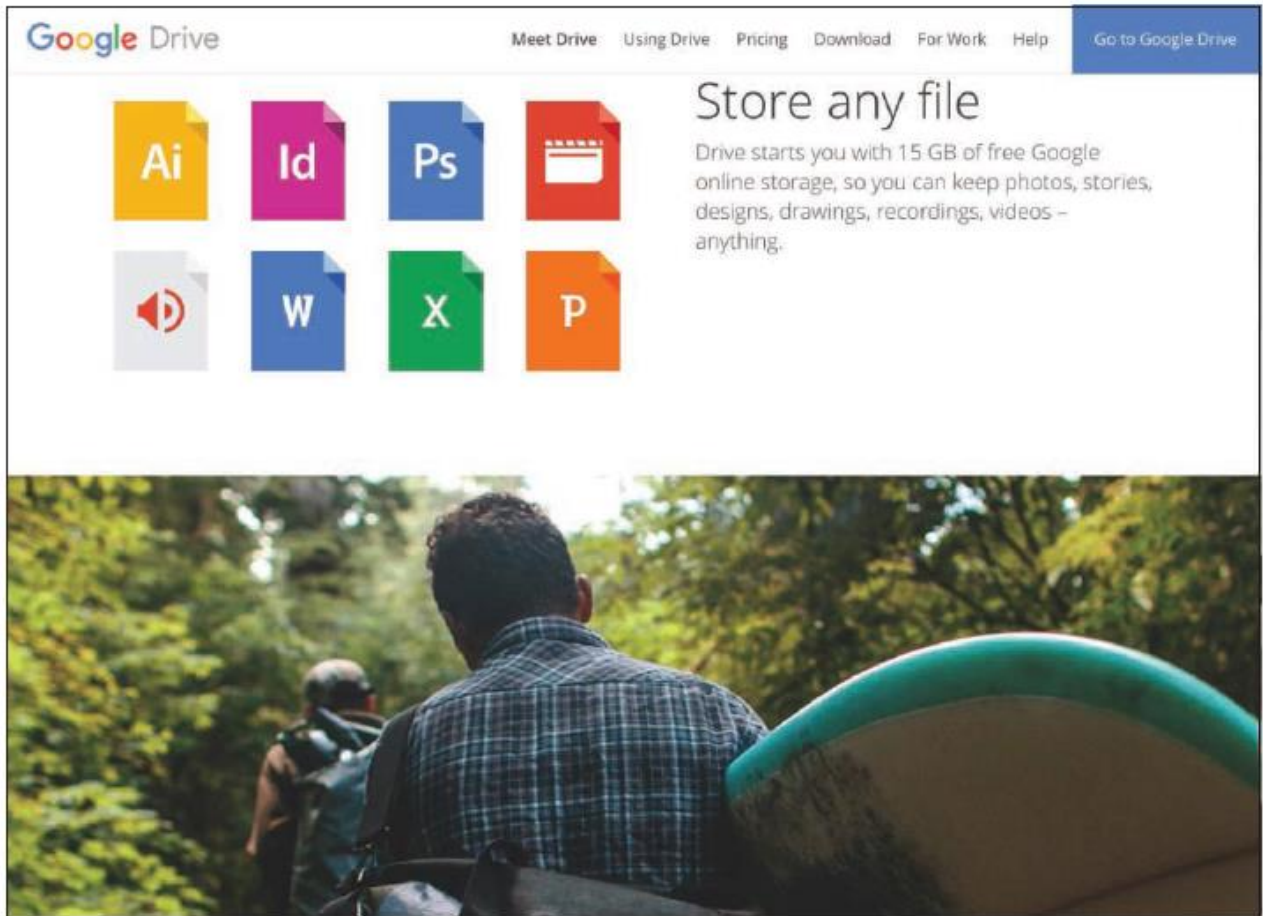 Google Drive
Meet Drive Using Drive Pricing Download For Work Help Go to Google Drive
Store any file
Drive starts you with 15 GB of free Google
online storage, so you can keep photos, stories,
designs, drawings, recordings, videos –
anything.
Ai Id Ps
W X P